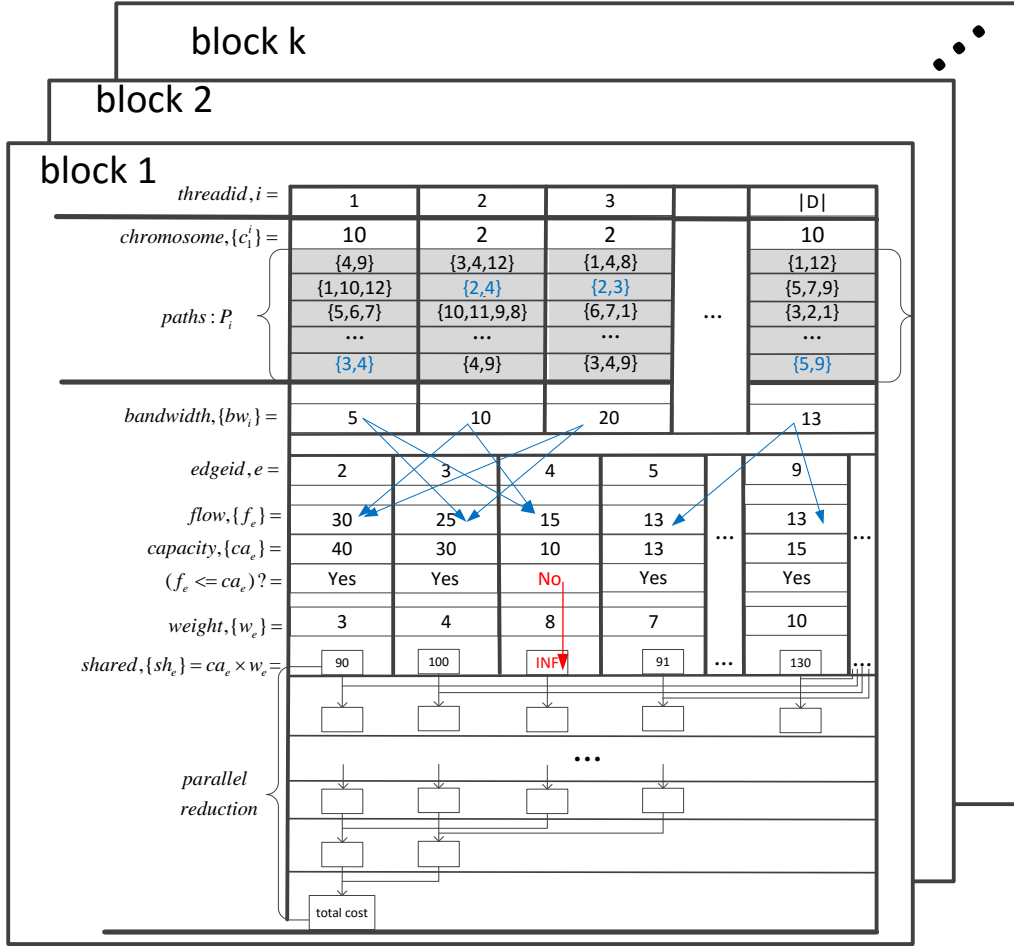 block k
block 2
block 1
threadid, i = 1 2 3 |D|
chromosome, {c_1^i} = 10 2 2 10
{4,9} {3,4,12} {1,4,8} {1,12}
{1,10,12} {2,4} {2,3} {5,7,9}
paths : P_i {5,6,7} {10,11,9,8} {6,7,1} ... {3,2,1}
... ... ... ...
{3,4} {4,9} {3,4,9} {5,9}
bandwidth, {bw_i} = 5 10 20 13
edgeid, e = 2 3 4 5 9
flow, {f_e} = 30 25 15 13 ... 13 ...
capacity, {ca_e} = 40 30 10 13 15
(f_e <= ca_e) ? = Yes Yes No Yes Yes
weight, {w_e} = 3 4 8 7 10
shared, {sh_e} = ca_e × w_e = 90 100 INF 91 ... 130 ...
...
parallel
reduction
total cost